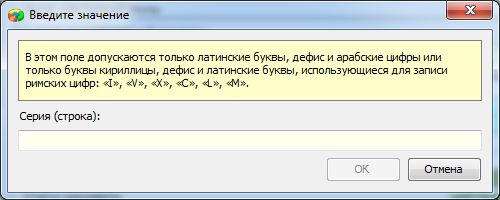 Введите значение
В этом поле допускаются только латинские буквы, дефис и арабские цифры или
только буквы кириллицы, дефис и латинские буквы, использующиеся для записи
римских цифр: «I», «V», «X», «C», «L», «M».
Серия (строка):
OK
Отмена